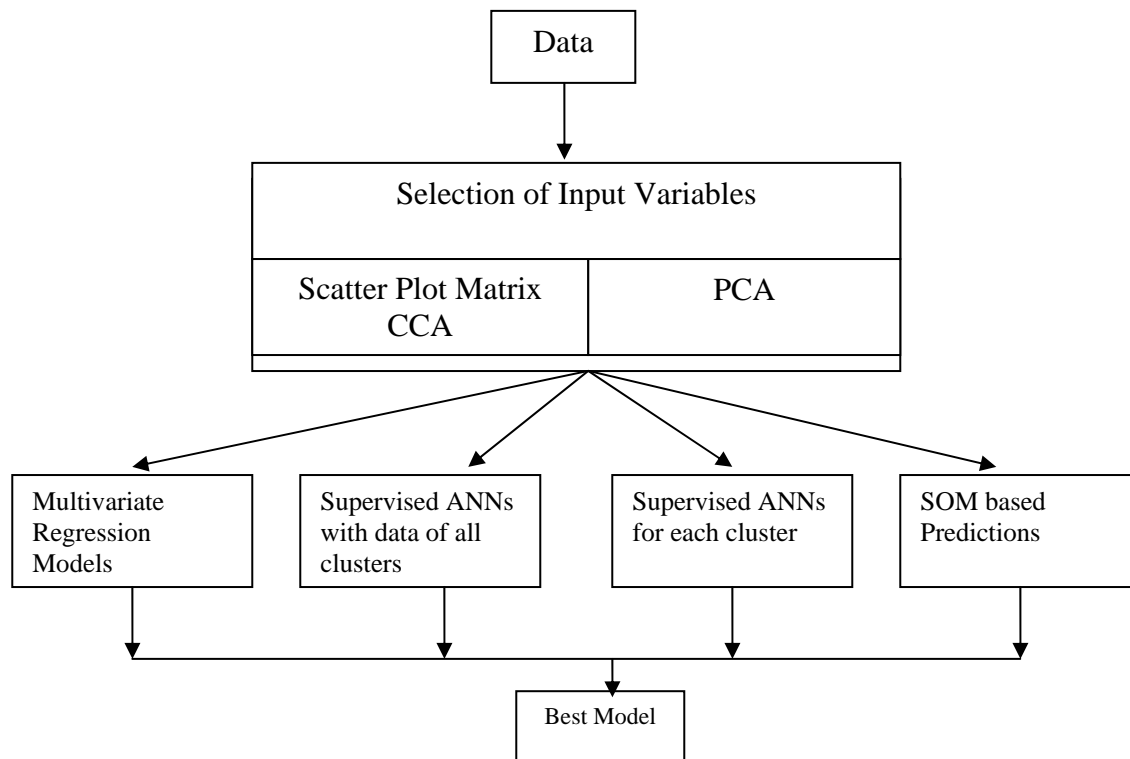 Data
Selection of Input Variables
Scatter Plot Matrix
CCA
PCA
Multivariate
Regression
Models
Supervised ANNs
with data of all
clusters
Supervised ANNs
for each cluster
SOM based
Predictions
Best Model